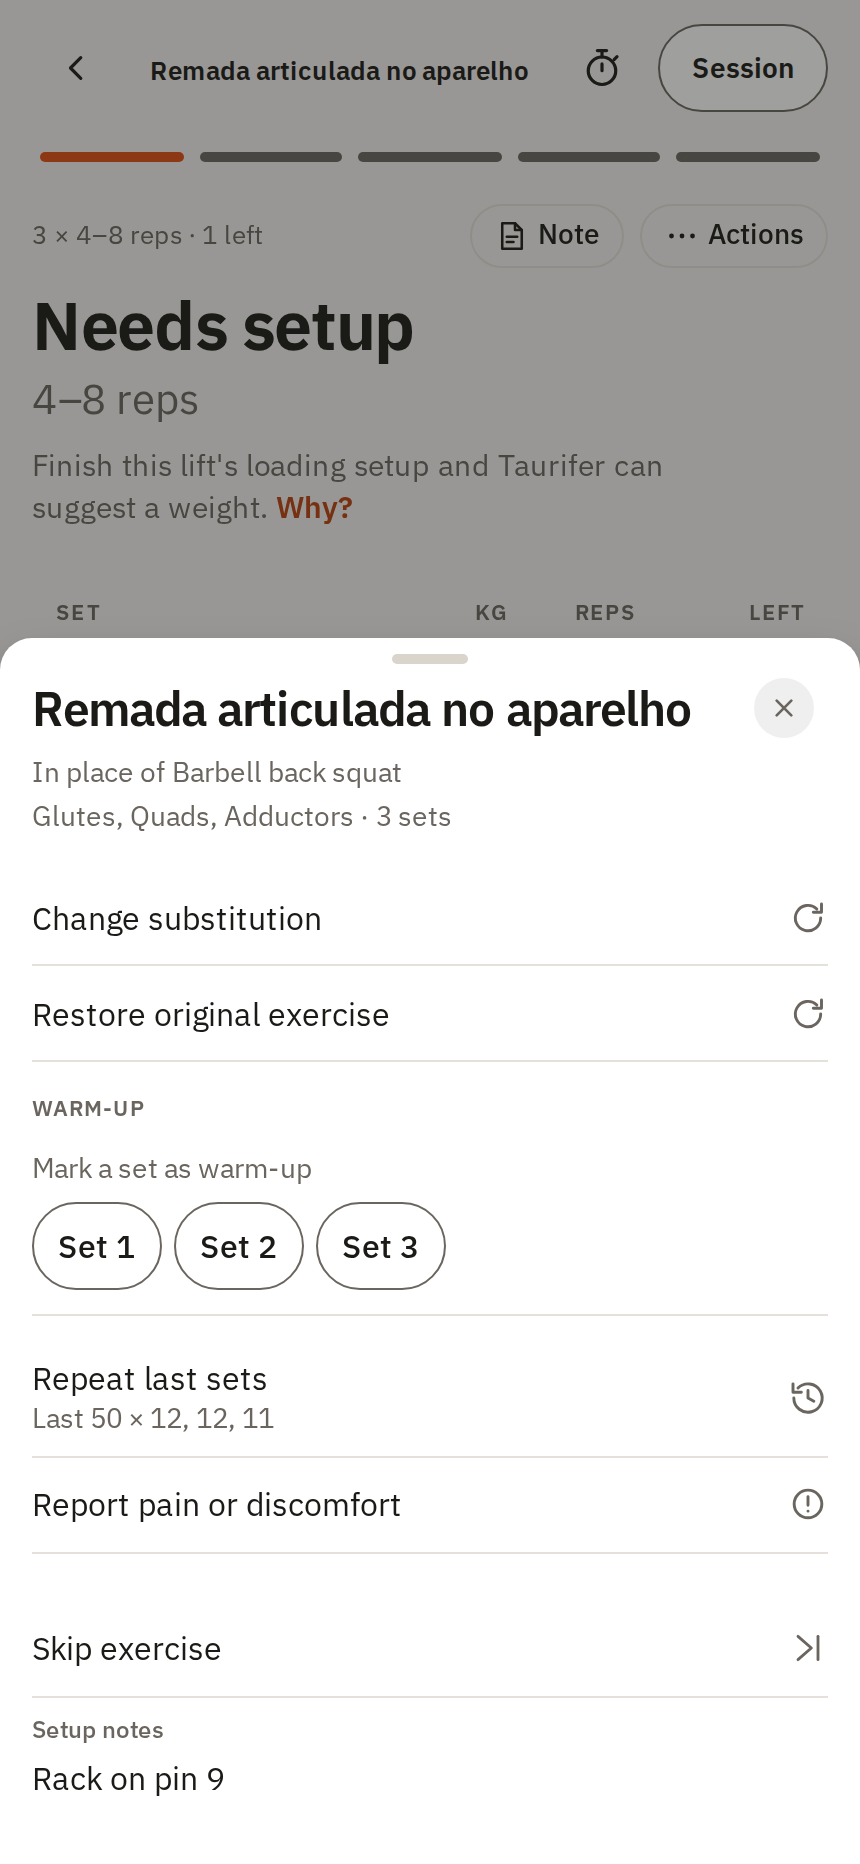 Remada articulada no aparelho
Session
3 × 4–8 reps · 1 left
Note
Actions
Needs setup
4–8 reps
Finish this lift's loading setup and Taurifer can
suggest a weight. Why?
SET KG REPS LEFT
Remada articulada no aparelho
In place of Barbell back squat
Glutes, Quads, Adductors · 3 sets
Change substitution
Restore original exercise
WARM-UP
Mark a set as warm-up
Set 1 Set 2 Set 3
Repeat last sets
Last 50 × 12, 12, 11
Report pain or discomfort
Skip exercise
Setup notes
Rack on pin 9